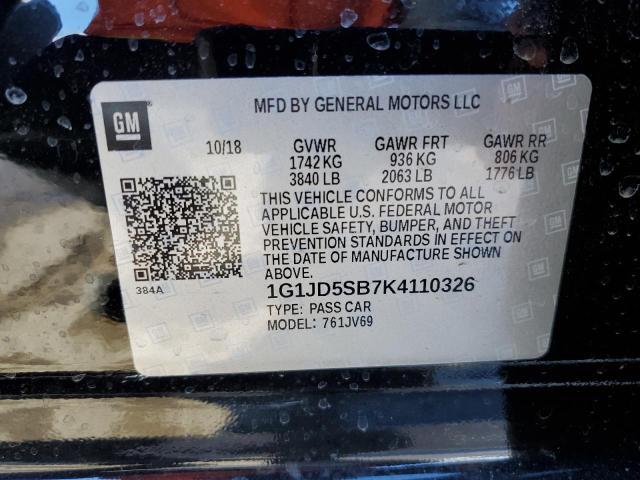 GM
MFD BY GENERAL MOTORS LLC
10/18 GVWR GAWR FRT GAWR RR
1742 KG 936 KG 806 KG
3840 LB 2063 LB 1776 LB
THIS VEHICLE CONFORMS TO ALL
APPLICABLE U.S. FEDERAL MOTOR
VEHICLE SAFETY, BUMPER, AND THEFT
PREVENTION STANDARDS IN EFFECT ON
THE DATE OF MANUFACTURE SHOWN
ABOVE.
384A
1G1JD5SB7K4110326
TYPE: PASS CAR
MODEL: 761JV69